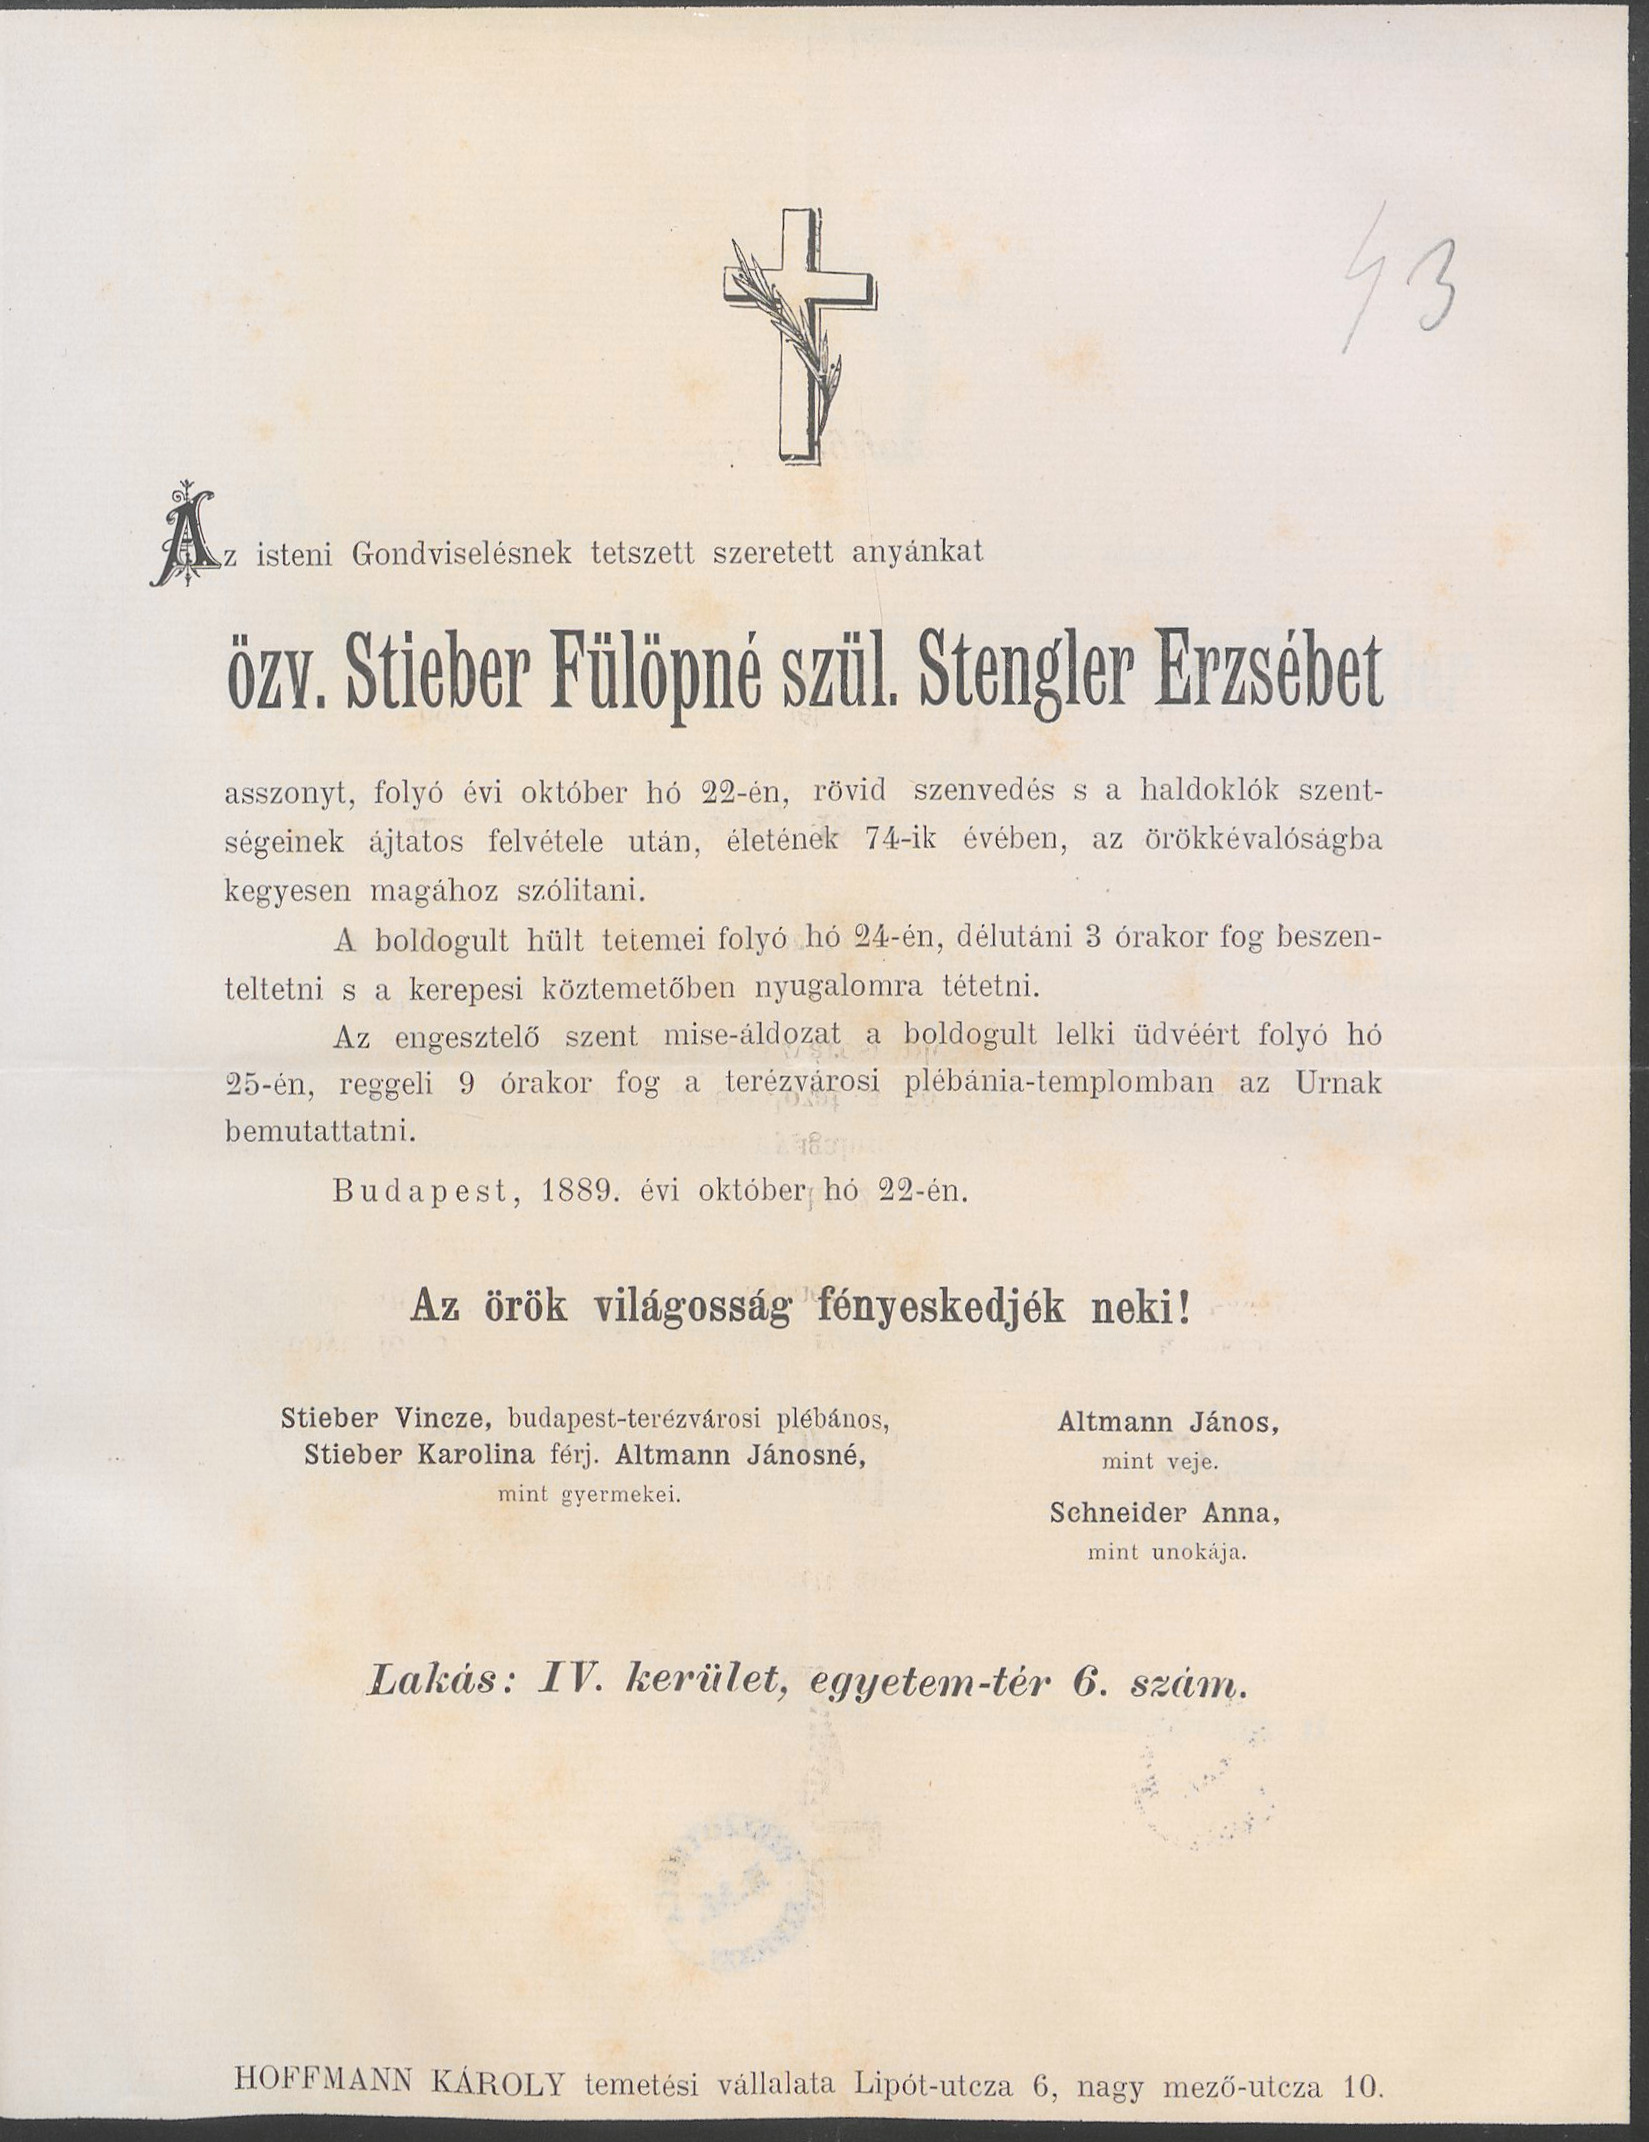 43
Az isteni Gondviselésnek tetszett szeretett anyánkat
özv. Stieber Fülöpné szül. Stengler Erzsébet
asszonyt, folyó évi október hó 22-én, rövid szenvedés s a haldoklók szent-
ségeinek ájtatos felvétele után, életének 74-ik évében, az örökkévalóságba
kegyesen magához szólitani.
A boldogult hült tetemei folyó hó 24-én, délutáni 3 órakor fog beszen-
teltetni s a kerepesi köztemetőben nyugalomra tétetni.
Az engesztelő szent mise-áldozat a boldogult lelki üdvéért folyó hó
25-én, reggeli 9 órakor fog a terézvárosi plébánia-templomban az Urnak
bemutattatni.
Budapest, 1889. évi október hó 22-én.
Az örök világosság fényeskedjék neki!
Stieber Vincze, budapest-terézvárosi plébános,
Stieber Karolina férj. Altmann Jánosné,
mint gyermekei.
Altmann János,
mint veje.
Schneider Anna,
mint unokája.
Lakás: IV. kerület, egyetem-tér 6. szám.
HOFFMANN KÁROLY temetési vállalata Lipót-utcza 6, nagy mező-utcza 10.